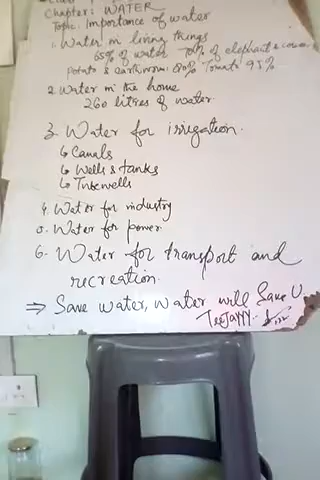 Chapter: WATER
Topic: Importance of water
1. Water in living things
65% of water 70% of elephant &
Potato & earthworm: 80% Tomato 95%
2. Water in the home
260 litres of water
3. Water for irrigation.
↳ Canals
↳ Wells & tanks
↳ Tubewells
4. Water for industry
5. Water for power
6. Water for transport and
recreation.
⇒ Save water, water will save U.
TeeJayyy.